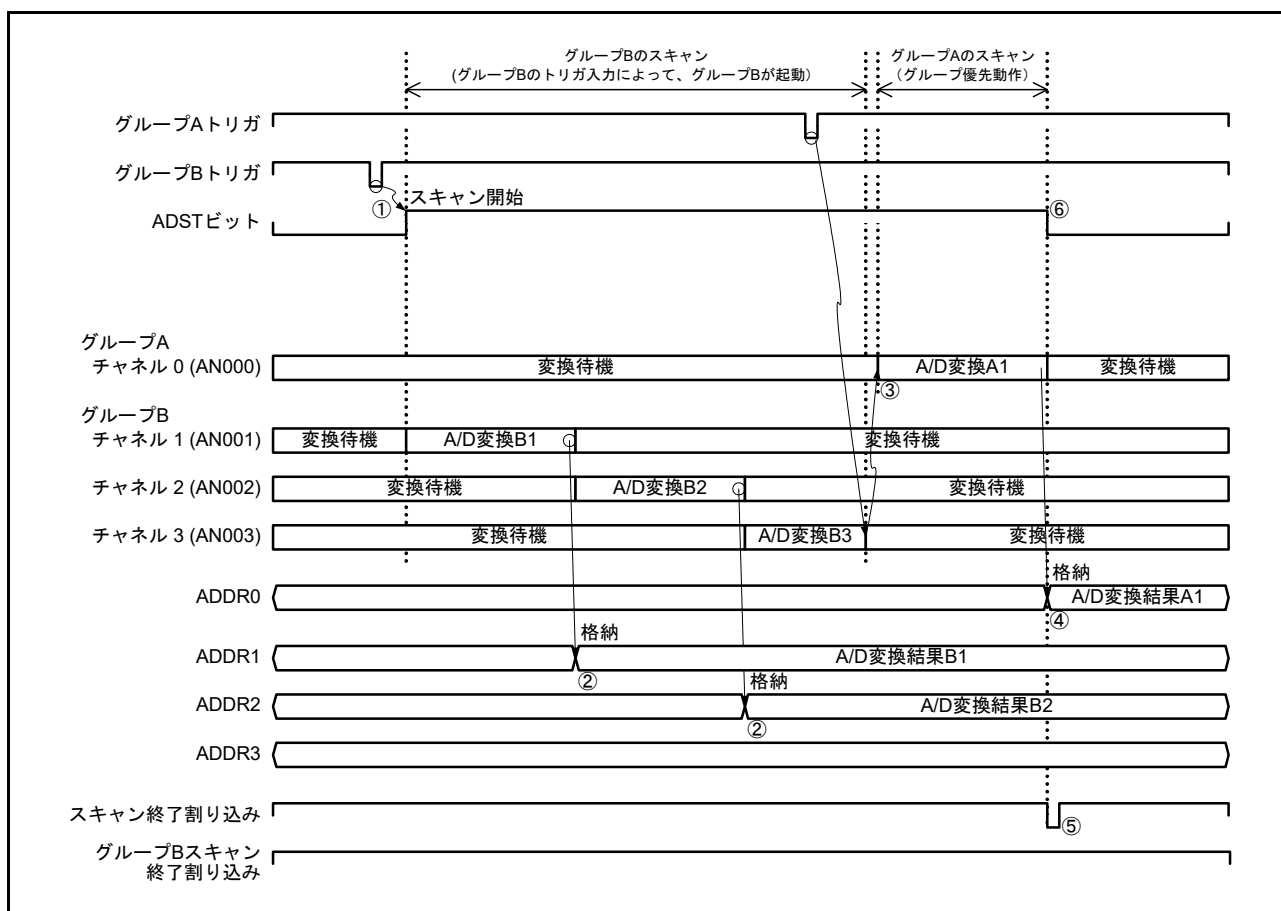 グループBのスキャン
(グループBのトリガ入力によって、グループBが起動)
グループAのスキャン
(グループ優先動作)
グループAトリガ
グループBトリガ
① スキャン開始
ADSTビット
⑥
グループA
チャネル 0 (AN000)
変換待機 A/D変換A1 変換待機
③
グループB
チャネル 1 (AN001)
変換待機 A/D変換B1 変換待機
チャネル 2 (AN002)
変換待機 A/D変換B2 変換待機
チャネル 3 (AN003)
変換待機 A/D変換B3 変換待機
格納
ADDR0
A/D変換結果A1
④
格納
ADDR1
A/D変換結果B1
②
格納
ADDR2
A/D変換結果B2
②
ADDR3
スキャン終了割り込み
⑤
グループBスキャン
終了割り込み